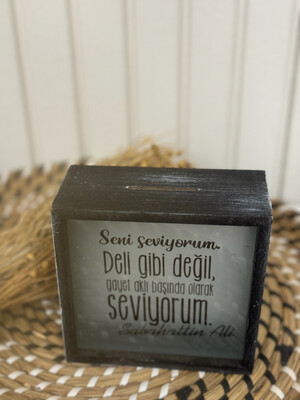 Seni seviyorum.
Deli gibi değil,
gayet aklı başında olarak
seviyorum.
Sabahattin Ali